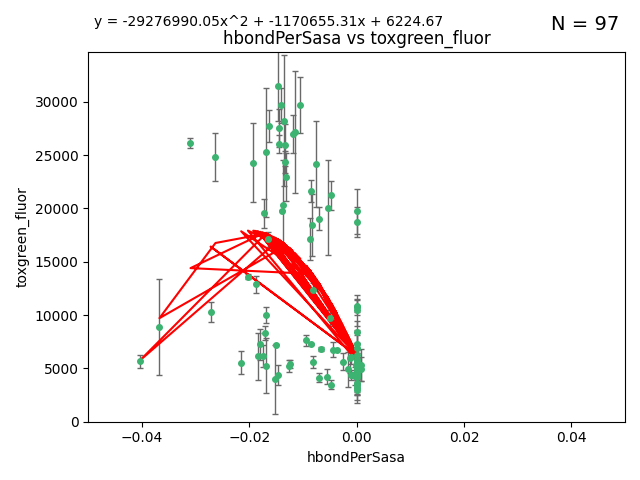 y = -29276990.05x^2 + -1170655.31x + 6224.67
N = 97
hbondPerSasa vs toxgreen_fluor
30000
25000
20000
15000
10000
5000
0
toxgreen_fluor
−0.04 −0.02 0.00 0.02 0.04
hbondPerSasa